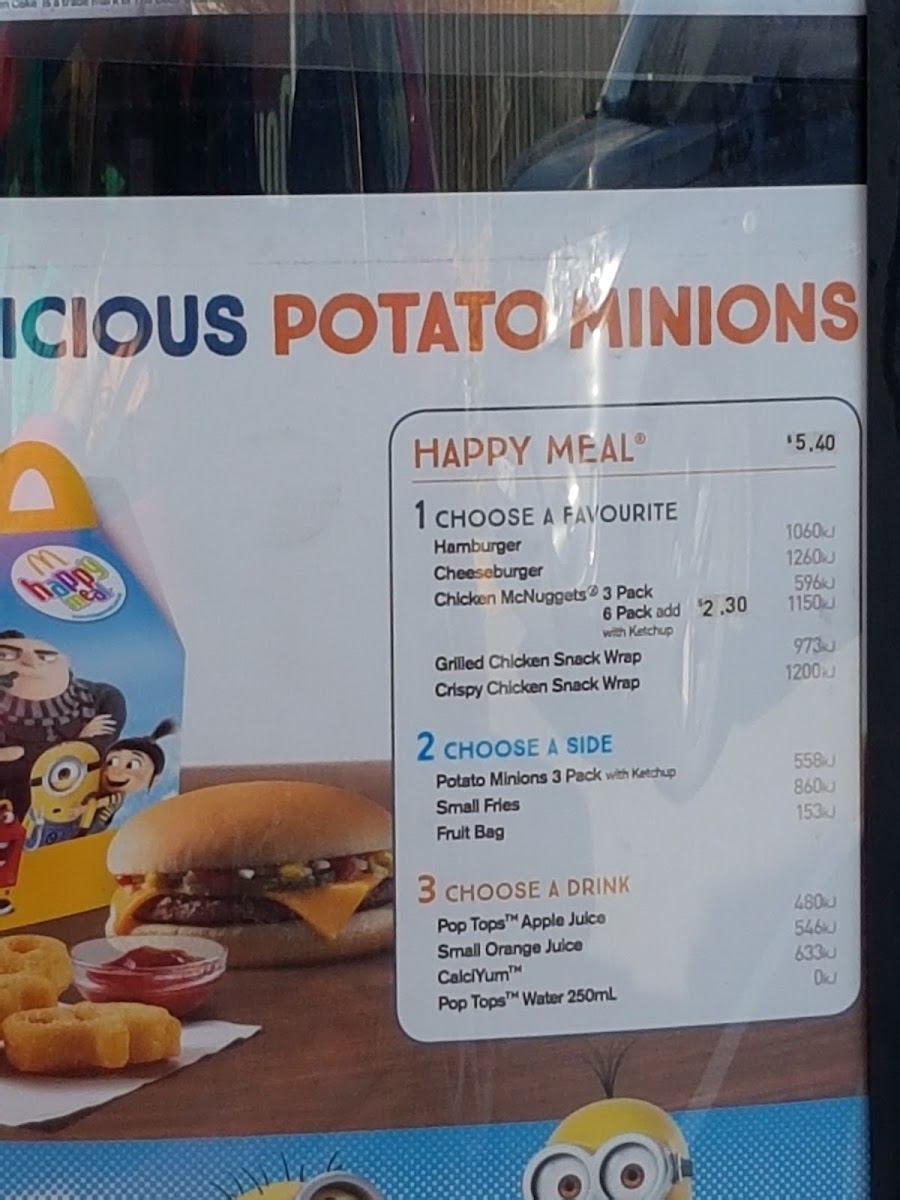 ICIOUS POTATO MINIONS
HAPPY MEAL® $5.40
1 CHOOSE A FAVOURITE
Hamburger 1060kJ
Cheeseburger 1260kJ
Chicken McNuggets® 3 Pack 596kJ
6 Pack add $2.30 1150kJ
with Ketchup
Grilled Chicken Snack Wrap 973kJ
Crispy Chicken Snack Wrap 1200kJ
2 CHOOSE A SIDE
Potato Minions 3 Pack with Ketchup 558kJ
Small Fries 860kJ
Fruit Bag 153kJ
3 CHOOSE A DRINK
Pop Tops™ Apple Juice 480kJ
Small Orange Juice 546kJ
CalciYum™ 633kJ
Pop Tops™ Water 250mL 0kJ
happy
meal